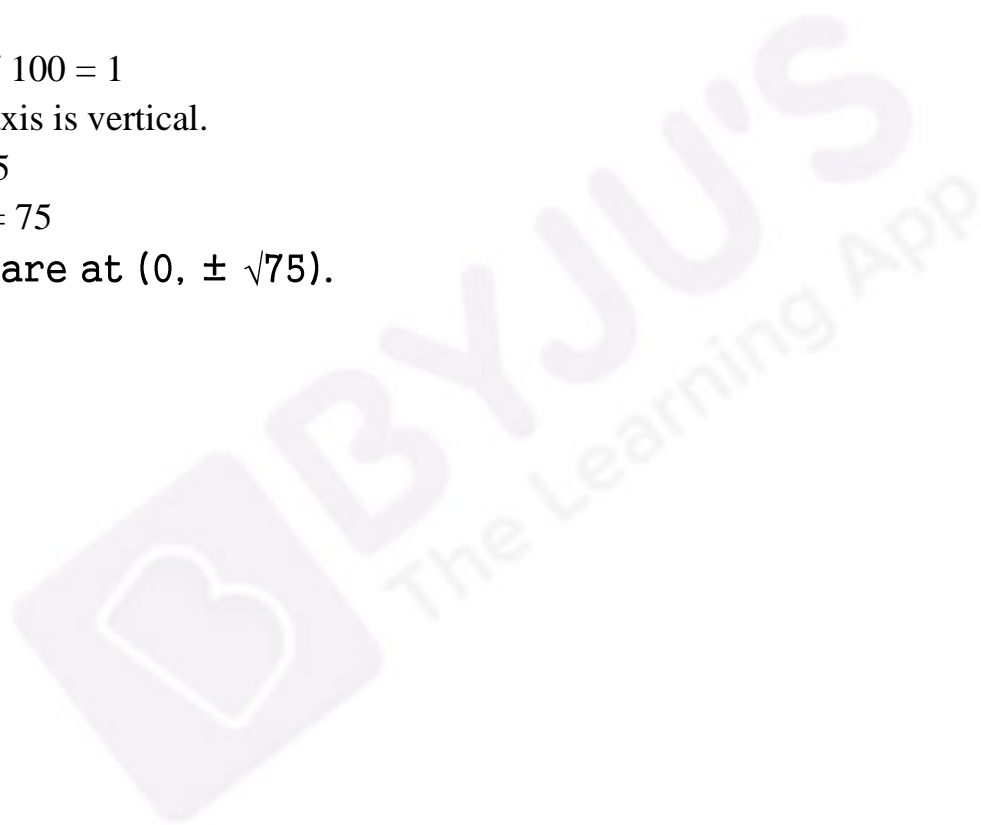 100 = 1
xis is vertical.
5
= 75
are at (0, ± √75).
BYJU'S
The Learning App